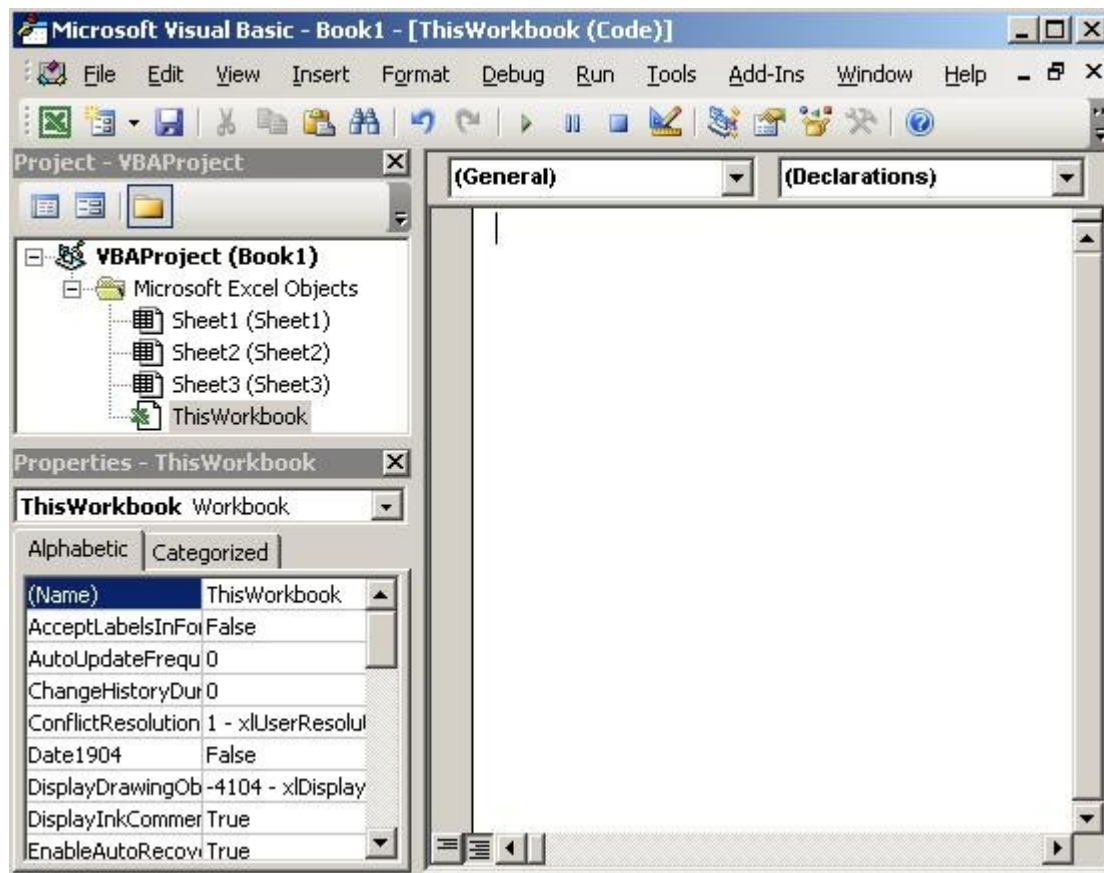 Microsoft Visual Basic - Book1 - [ThisWorkbook (Code)]
File Edit View Insert Format Debug Run Tools Add-Ins Window Help
Project - VBAProject
VBAProject (Book1)
Microsoft Excel Objects
Sheet1 (Sheet1)
Sheet2 (Sheet2)
Sheet3 (Sheet3)
ThisWorkbook
Properties - ThisWorkbook
ThisWorkbook Workbook
Alphabetic Categorized
(Name) ThisWorkbook
AcceptLabelsInFor False
AutoUpdateFrequ 0
ChangeHistoryDur 0
ConflictResolution 1 - xlUserResolut
Date1904 False
DisplayDrawingOb -4104 - xlDisplay
DisplayInkCommer True
EnableAutoRecov True
(General) (Declarations)